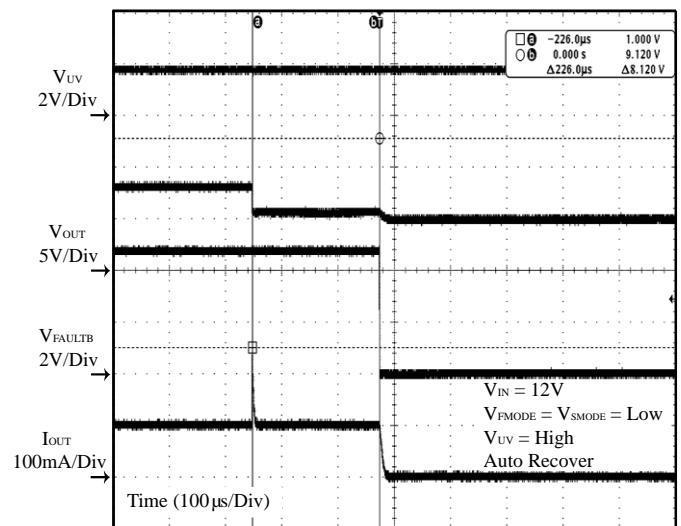 a b T
a -226.0µs 1.000 V
b 0.000 s 9.120 V
Δ226.0µs Δ8.120 V
VUV
2V/Div
VOUT
5V/Div
VFAULTB
2V/Div
IOUT
100mA/Div
VIN = 12V
VFMODE = VSMODE = Low
VUV = High
Auto Recover
Time (100µs/Div)